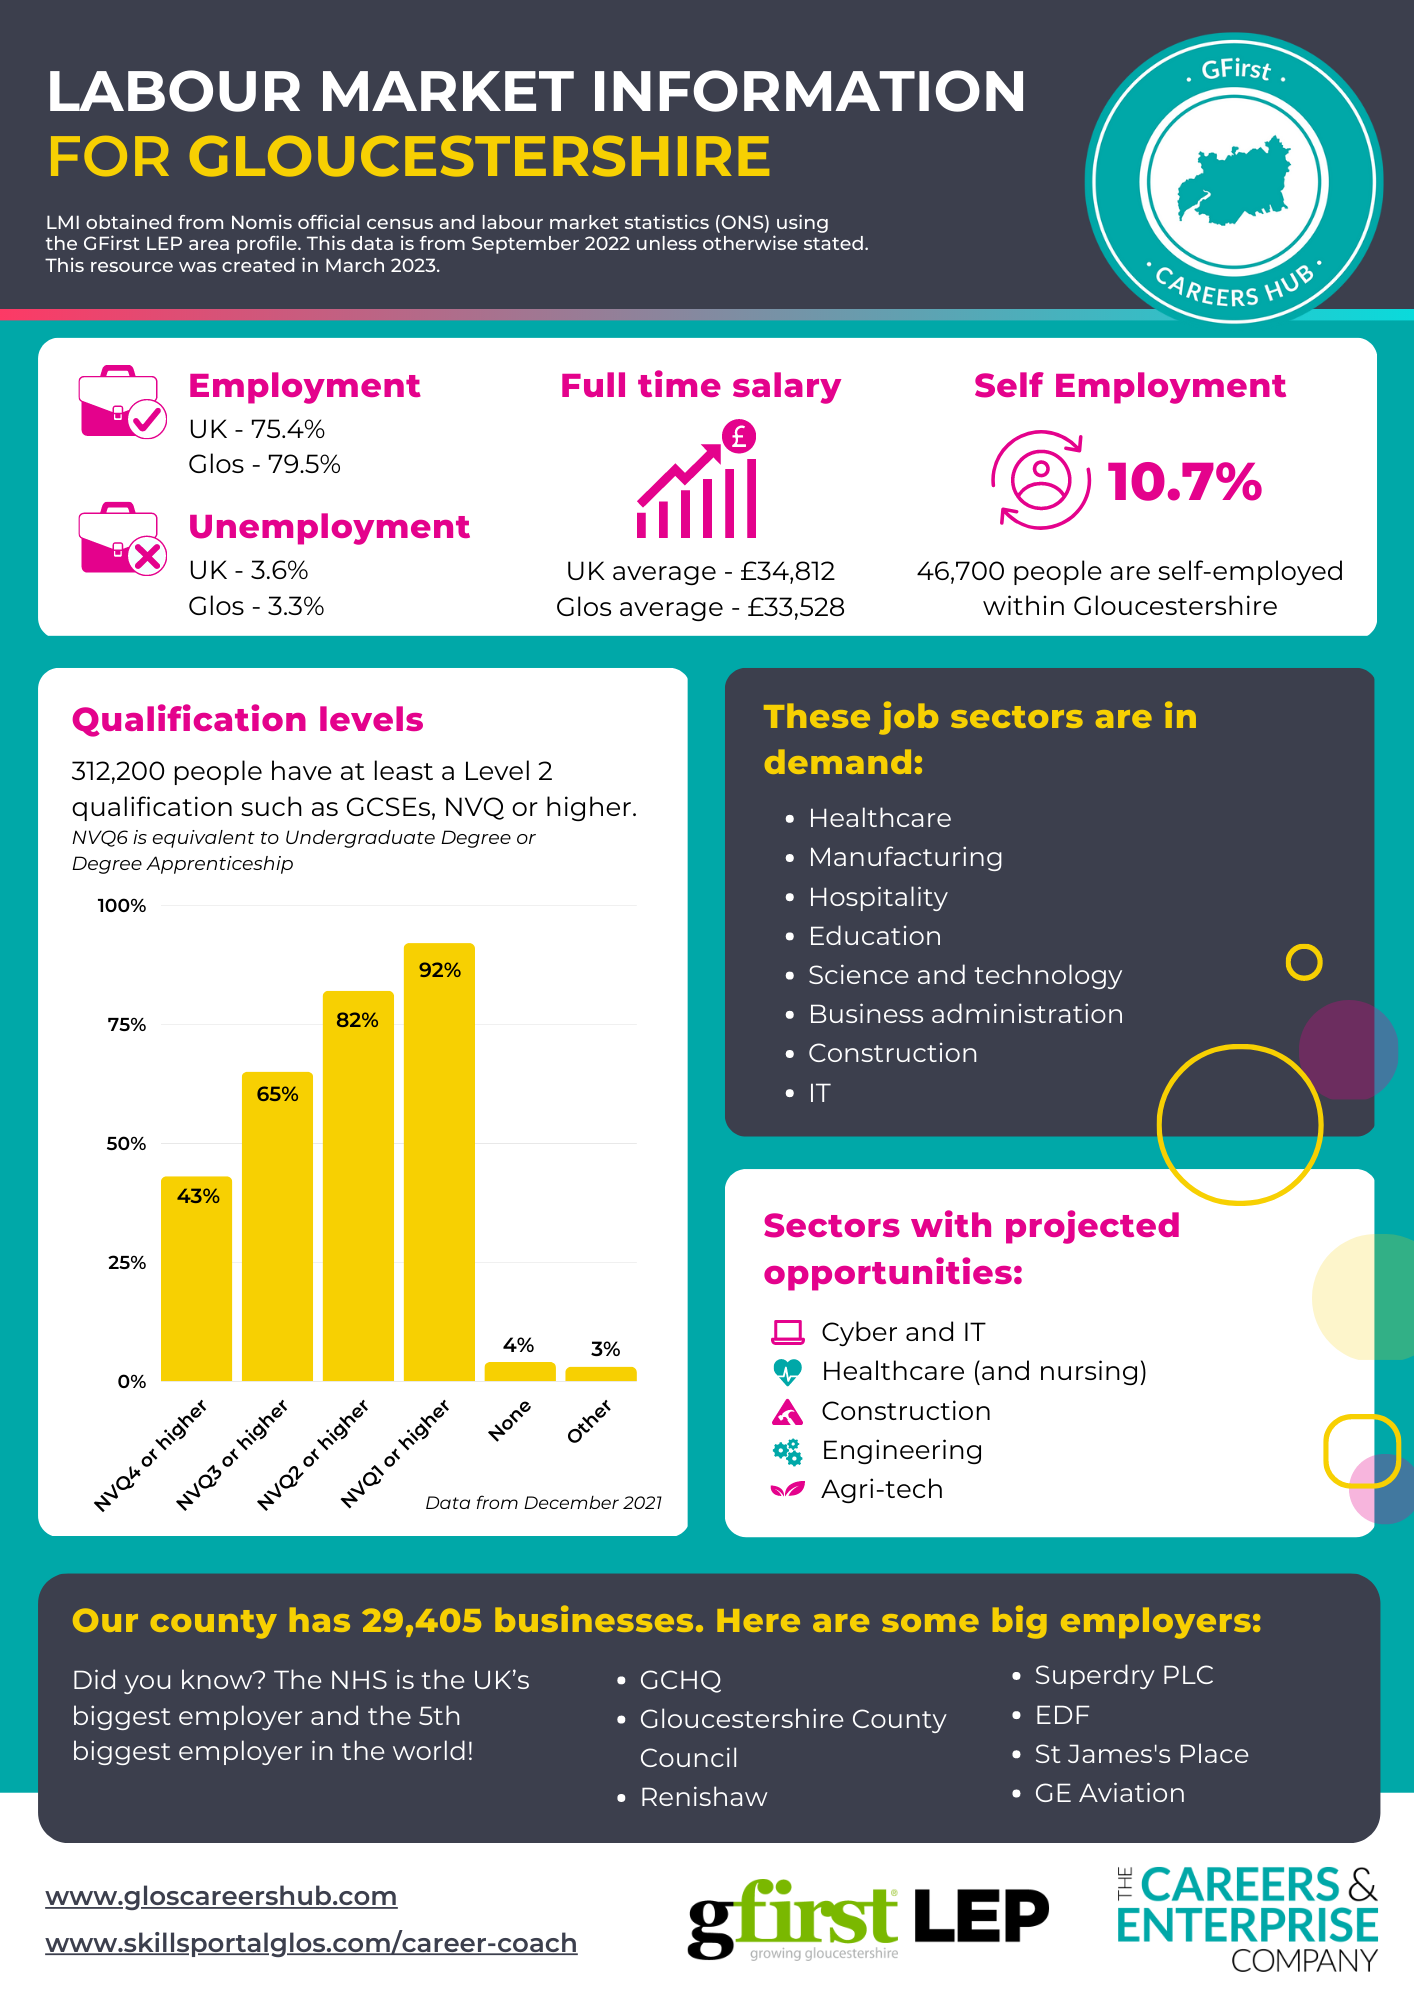 LABOUR MARKET INFORMATION
FOR GLOUCESTERSHIRE
LMI obtained from Nomis official census and labour market statistics (ONS) using
the GFirst LEP area profile. This data is from September 2022 unless otherwise stated.
This resource was created in March 2023.
· GFirst ·
· CAREERS HUB ·
Employment
UK - 75.4%
Glos - 79.5%
Unemployment
UK - 3.6%
Glos - 3.3%
Full time salary
£
UK average - £34,812
Glos average - £33,528
Self Employment
10.7%
46,700 people are self-employed
within Gloucestershire
Qualification levels
312,200 people have at least a Level 2
qualification such as GCSEs, NVQ or higher.
NVQ6 is equivalent to Undergraduate Degree or
Degree Apprenticeship
100%
75%
50%
25%
0%
43%
65%
82%
92%
4%
3%
NVQ4 or higher
NVQ3 or higher
NVQ2 or higher
NVQ1 or higher
None
Other
Data from December 2021
These job sectors are in
demand:
• Healthcare
• Manufacturing
• Hospitality
• Education
• Science and technology
• Business administration
• Construction
• IT
Sectors with projected
opportunities:
Cyber and IT
Healthcare (and nursing)
Construction
Engineering
Agri-tech
Our county has 29,405 businesses. Here are some big employers:
Did you know? The NHS is the UK's
biggest employer and the 5th
biggest employer in the world!
• GCHQ
• Gloucestershire County
Council
• Renishaw
• Superdry PLC
• EDF
• St James's Place
• GE Aviation
www.gloscareershub.com
www.skillsportalglos.com/career-coach
gfirst® LEP
growing gloucestershire
THE CAREERS &
ENTERPRISE
COMPANY